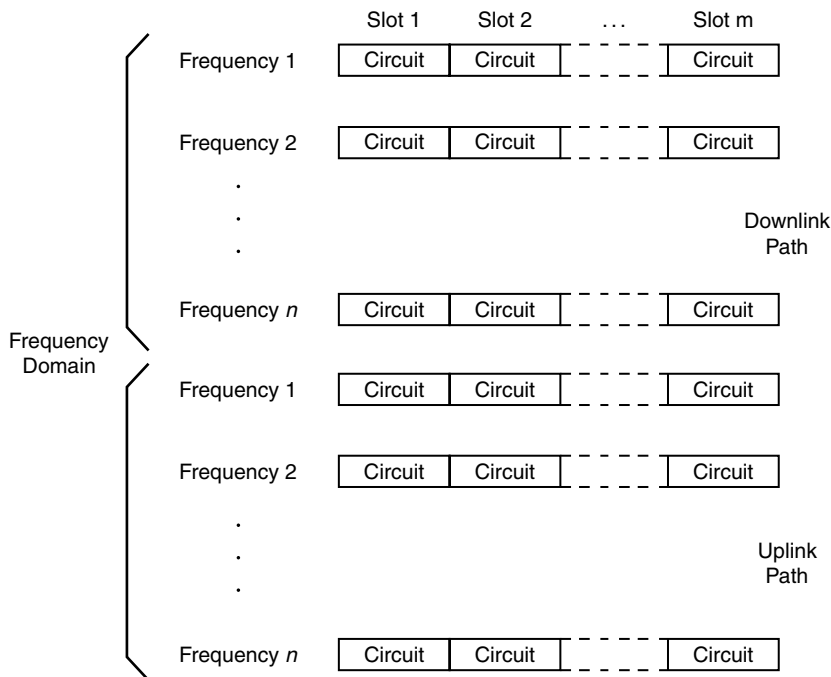 Slot 1 Slot 2 ... Slot m
Frequency 1 Circuit Circuit Circuit
Frequency 2 Circuit Circuit Circuit
.
.
.
Downlink
Path
Frequency n Circuit Circuit Circuit
Frequency
Domain
Frequency 1 Circuit Circuit Circuit
Frequency 2 Circuit Circuit Circuit
.
.
.
Uplink
Path
Frequency n Circuit Circuit Circuit